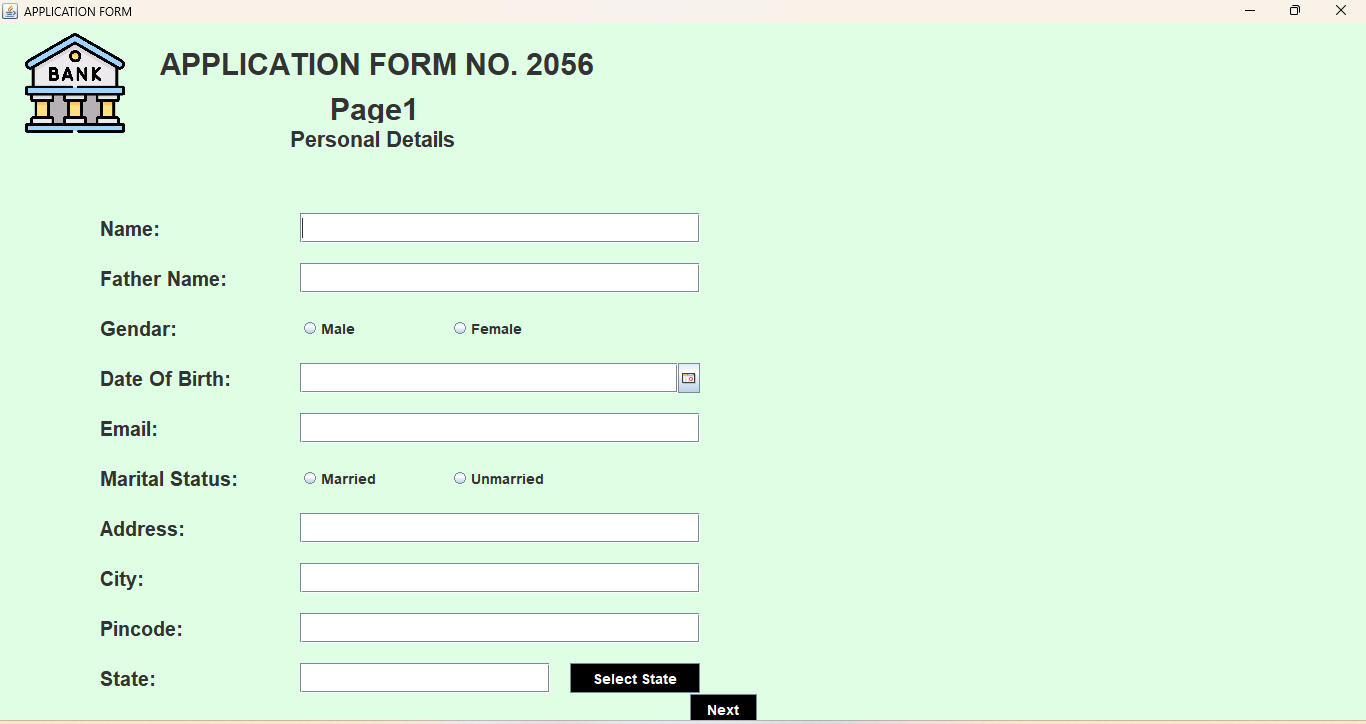 APPLICATION FORM
BANK
APPLICATION FORM NO. 2056
Page1
Personal Details
Name:
Father Name:
Gendar: Male Female
Date Of Birth:
Email:
Marital Status: Married Unmarried
Address:
City:
Pincode:
State: Select State
Next